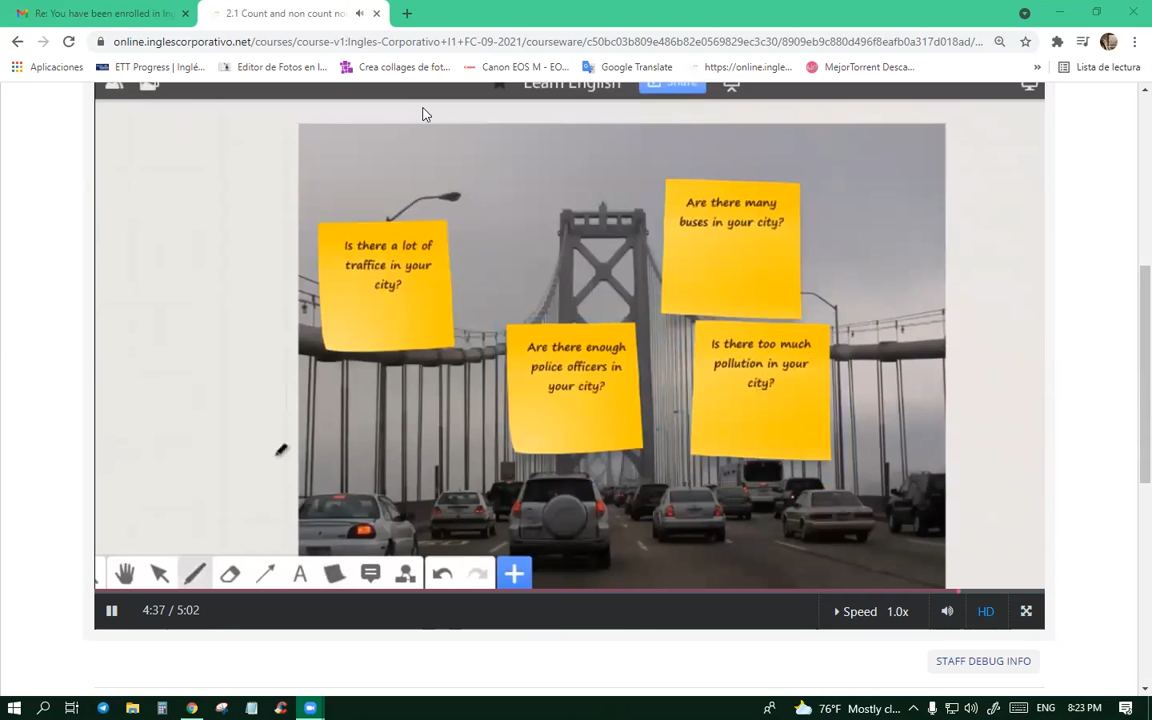 Re: You have been enrolled in Ing
2.1 Count and non count no
online.inglescorporativo.net/courses/course-v1:Ingles-Corporativo+I1+FC-09-2021/courseware/c50bc03b809e486b82e0569829ec3c30/8909eb9c880d496f8eafb0a317d018ad/...
Aplicaciones
ETT Progress | Inglé...
Editor de Fotos en l...
Crea collages de fot...
Canon EOS M - EO...
Google Translate
https://online.ingle...
MejorTorrent Desca...
»
Lista de lectura
Learn English
Share
Is there a lot of
traffice in your
city?
Are there many
buses in your city?
Are there enough
police officers in
your city?
Is there too much
pollution in your
city?
4:37 / 5:02
Speed 1.0x
HD
STAFF DEBUG INFO
76°F Mostly cl...
ENG
8:23 PM